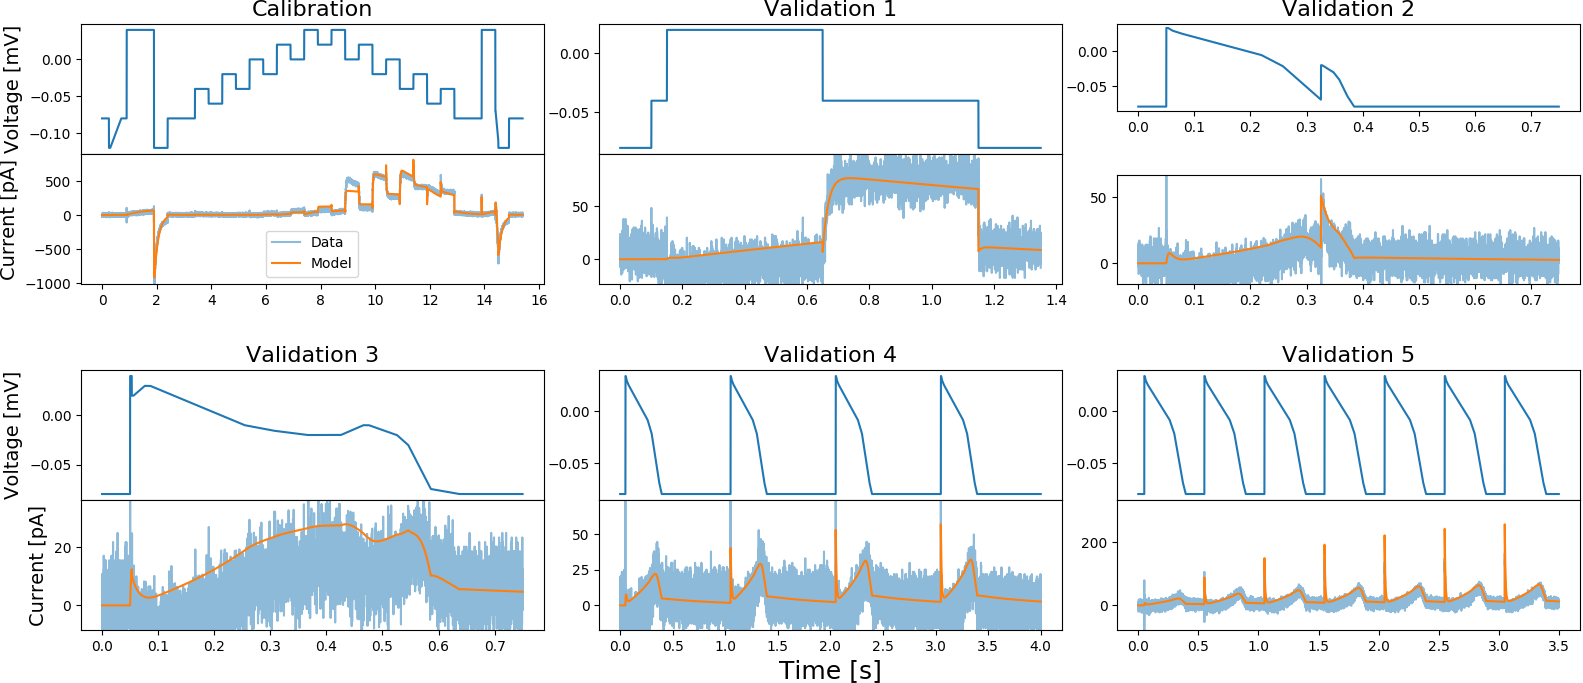 Calibration
Validation 1
Validation 2
Voltage [mV]
0.00
−0.05
−0.10
0.00
−0.05
0.00
−0.05
0.0 0.1 0.2 0.3 0.4 0.5 0.6 0.7
Current [pA]
500
0
−500
−1000
Data
Model
50
0
50
0
0 2 4 6 8 10 12 14 16
0.0 0.2 0.4 0.6 0.8 1.0 1.2 1.4
0.0 0.1 0.2 0.3 0.4 0.5 0.6 0.7
Validation 3
Validation 4
Validation 5
Voltage [mV]
0.00
−0.05
0.00
−0.05
0.00
−0.05
Current [pA]
20
0
50
25
0
200
0
0.0 0.1 0.2 0.3 0.4 0.5 0.6 0.7
0.0 0.5 1.0 1.5 2.0 2.5 3.0 3.5 4.0
0.0 0.5 1.0 1.5 2.0 2.5 3.0 3.5
Time [s]